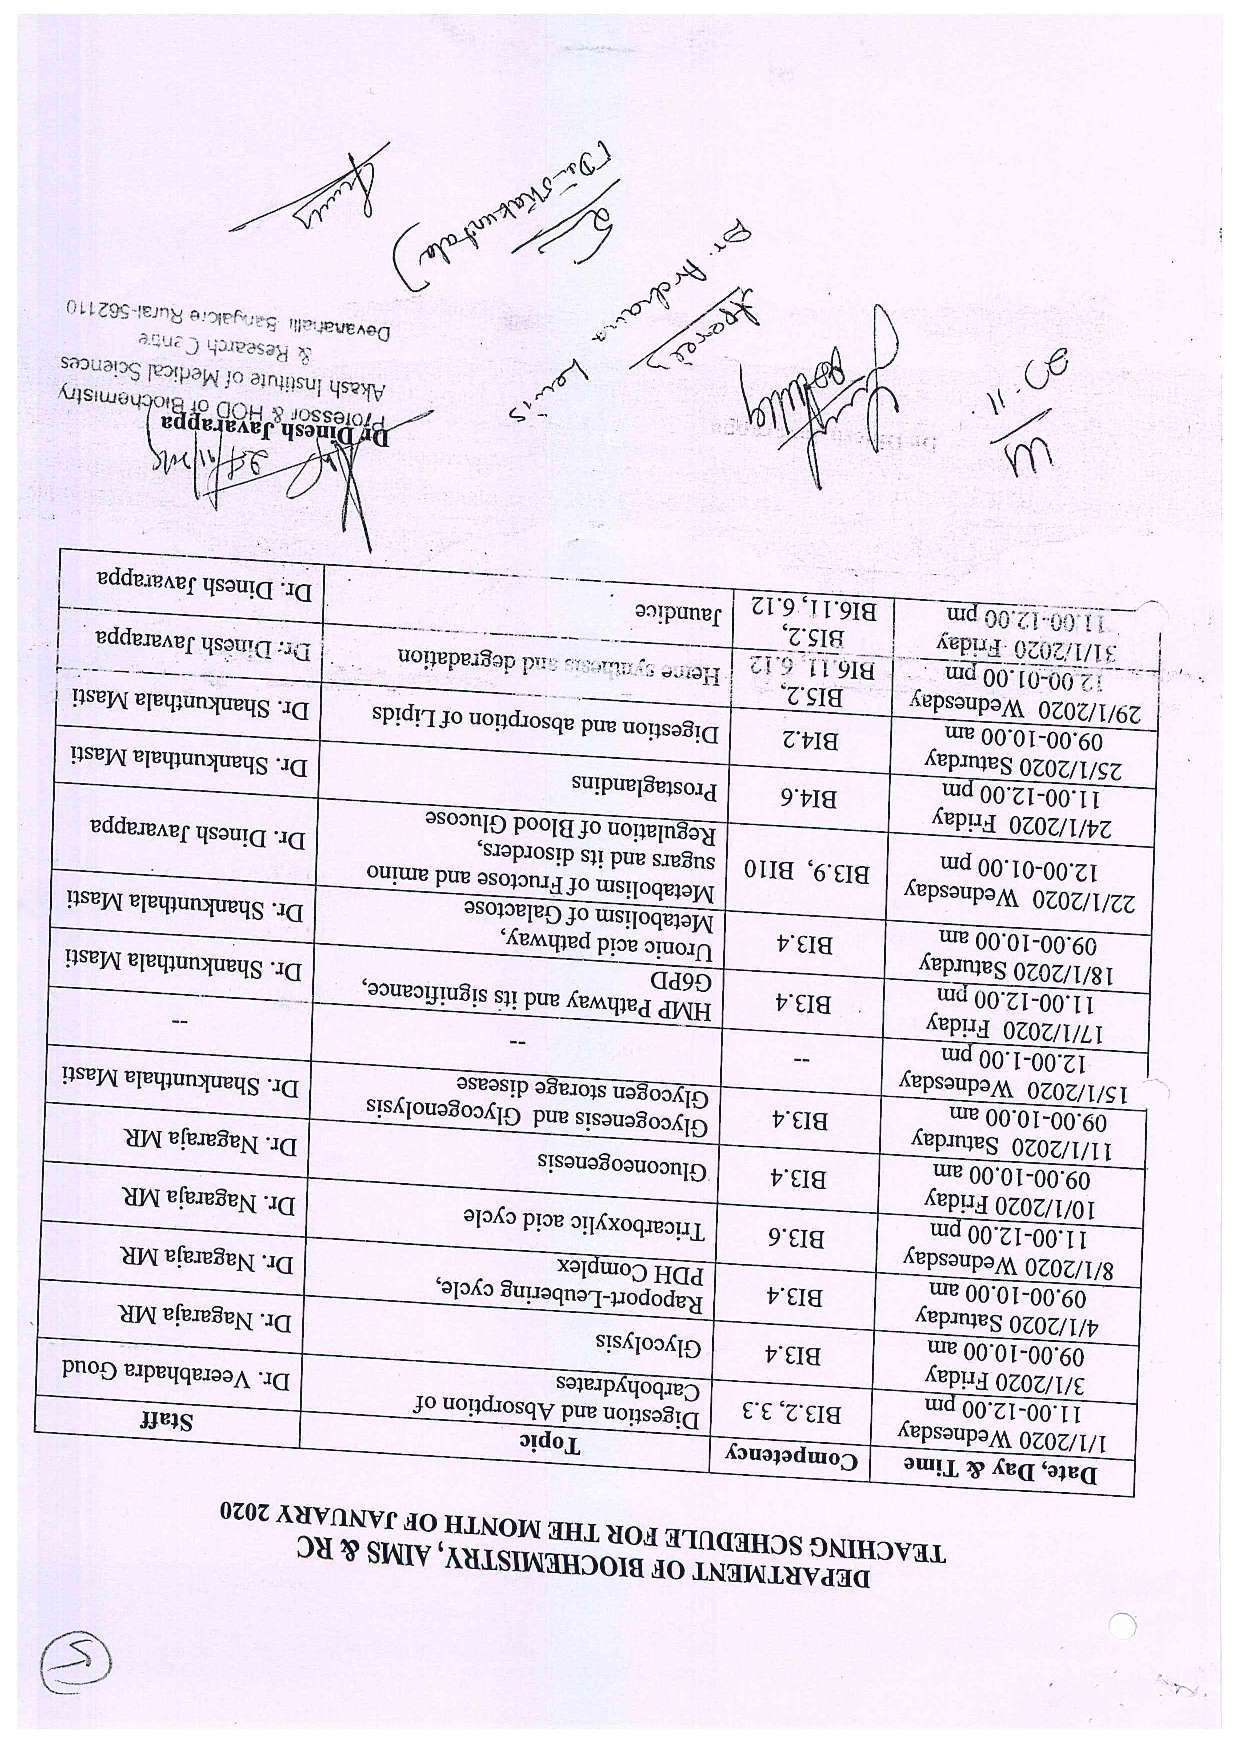 5
DEPARTMENT OF BIOCHEMISTRY, AIMS & RC
TEACHING SCHEDULE FOR THE MONTH OF JANUARY 2020
Date, Day & Time Competency Topic Staff
1/1/2020 Wednesday
11.00-12.00 pm BI3.2, 3.3 Digestion and Absorption of
Carbohydrates Dr. Veerabhadra Goud
3/1/2020 Friday
09.00-10.00 am BI3.4 Glycolysis Dr. Nagaraja MR
4/1/2020 Saturday
09.00-10.00 am BI3.4 Rapoport-Leubering cycle,
PDH Complex Dr. Nagaraja MR
8/1/2020 Wednesday
11.00-12.00 pm BI3.6 Tricarboxylic acid cycle Dr. Nagaraja MR
10/1/2020 Friday
09.00-10.00 am BI3.4 Gluconeogenesis Dr. Nagaraja MR
11/1/2020 Saturday
09.00-10.00 am BI3.4 Glycogenesis and Glycogenolysis
Glycogen storage disease Dr. Shankunthala Masti
15/1/2020 Wednesday
12.00-1.00 pm -- -- --
17/1/2020 Friday
11.00-12.00 pm BI3.4 HMP Pathway and its significance,
G6PD Dr. Shankunthala Masti
18/1/2020 Saturday
09.00-10.00 am BI3.4 Uronic acid pathway,
Metabolism of Galactose Dr. Shankunthala Masti
22/1/2020 Wednesday
12.00-01.00 pm BI3.9, BI110 Metabolism of Fructose and amino
sugars and its disorders,
Regulation of Blood Glucose Dr. Dinesh Javarappa
24/1/2020 Friday
11.00-12.00 pm BI4.6 Prostaglandins Dr. Shankunthala Masti
25/1/2020 Saturday
09.00-10.00 am BI4.2 Digestion and absorption of Lipids Dr. Shankunthala Masti
29/1/2020 Wednesday
12.00-01.00 pm BI5.2,
BI6.11, 6.12 Heme synthesis and degradation Dr. Dinesh Javarappa
31/1/2020 Friday
11.00-12.00 pm BI5.2,
BI6.11, 6.12 Jaundice Dr. Dinesh Javarappa
Dr Dinesh Javarappa
Professor & HOD of Biochemistry
Akash Institute of Medical Sciences
& Research Centre
Devanahalli Bangalore Rural-562110
Dr. Andraina Lewis
(Dr. Shakuntala)